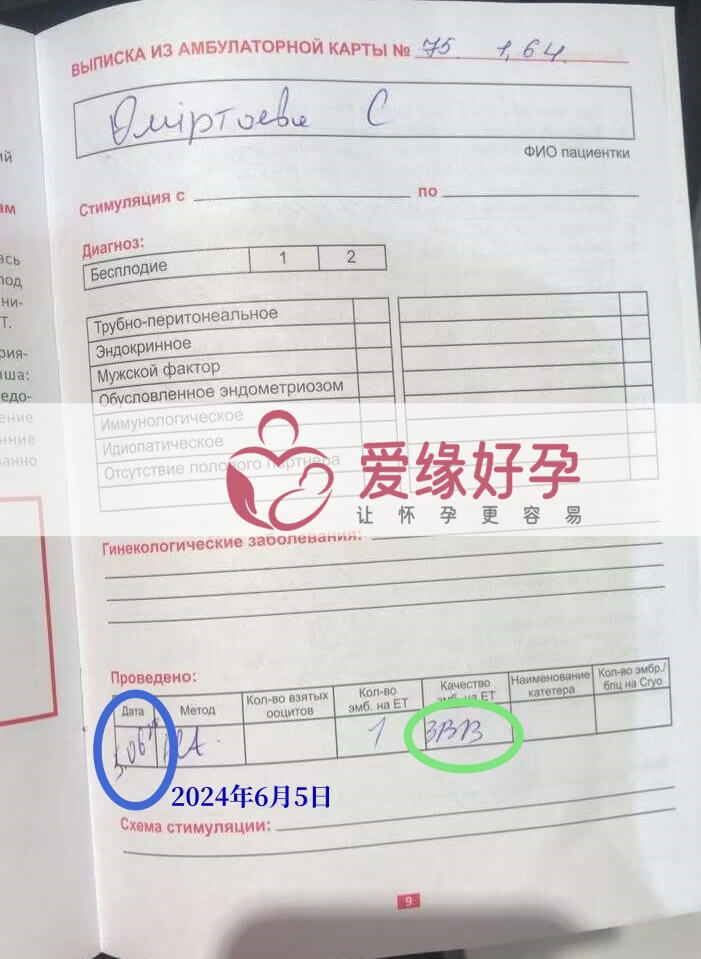 ВЫПИСКА ИЗ АМБУЛАТОРНОЙ КАРТЫ № 75. 1,64.
С
ФИО пациентки
Стимуляция с по
Диагноз:
Бесплодие 1 2
Трубно-перитонеальное
Эндокринное
Мужской фактор
Обусловленное эндометриозом
Иммунологическое
Идиопатическое
Отсутствие полового партнера
爱缘好孕
让怀孕更容易
Гинекологические заболевания:
Проведено:
Дата Метод Кол-во взятых ооцитов Кол-во эмб. на ЕТ Качество эмб. на ЕТ Наименование катетера Кол-во эмбр./ бпц на Cryo
1 3BB
2024年6月5日
Схема стимуляции:
9